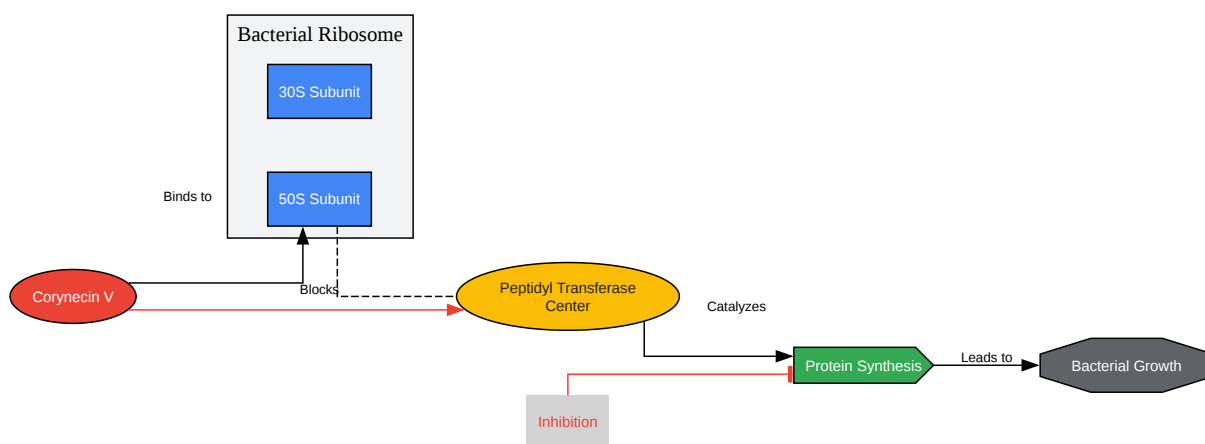 Bacterial Ribosome
30S Subunit
Binds to
50S Subunit
Corynecin V
Blocks
Peptidyl Transferase
Center
Catalyzes
Protein Synthesis
Leads to
Bacterial Growth
Inhibition